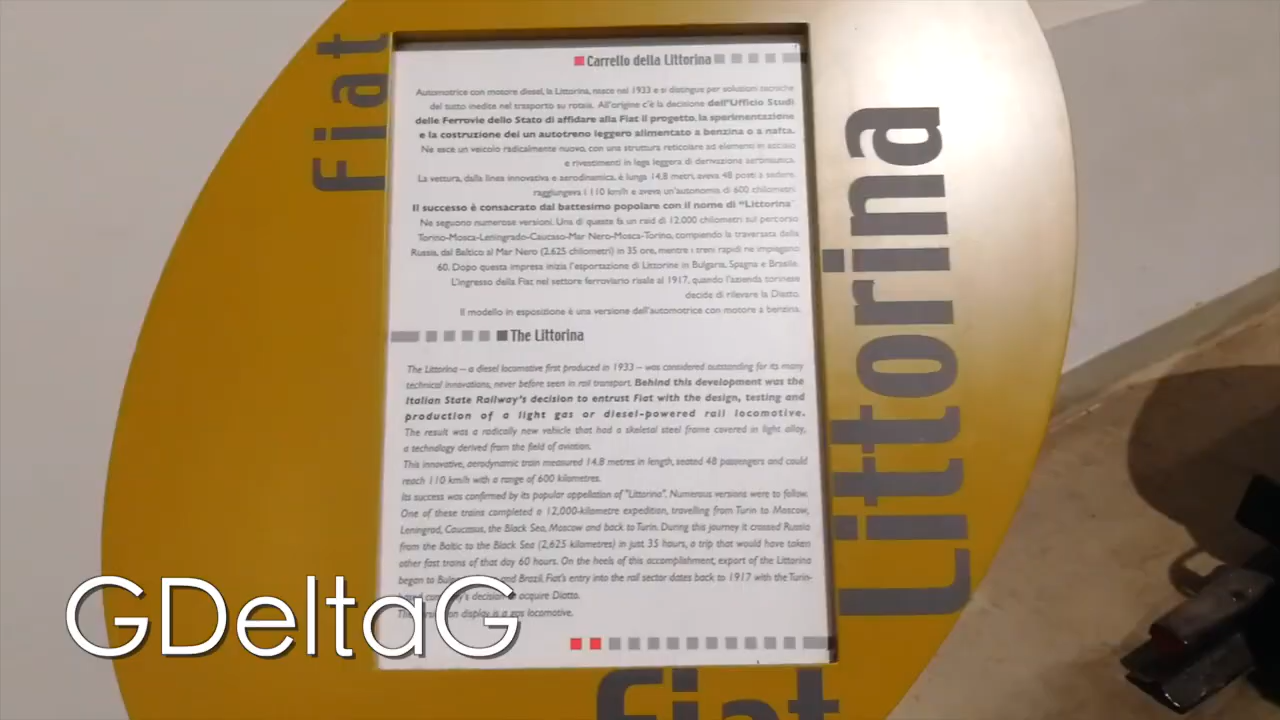 Fiat
Carrello della Littorina
Automotrice con motore diesel, la Littorina, nasce nel 1933 e si distingue per soluzioni tecniche
del tutto inedite nel trasporto su rotaia. All'origine c'è la decisione dell'Ufficio Studi
delle Ferrovie dello Stato di affidare alla Fiat il progetto, la sperimentazione
e la costruzione dei un autotreno leggero alimentato a benzina o a nafta.
Ne esce un veicolo radicalmente nuovo, con una struttura reticolare ad elementi in acciaio
e rivestimenti in lega leggera di derivazione aeronautica.
La vettura, dalla linea innovativa e aerodinamica, è lunga 14,8 metri, aveva 48 posti a sedere,
raggiungeva i 110 km/h e aveva un'autonomia di 600 chilometri.
Il successo è consacrato dal battesimo popolare con il nome di "Littorina"
Ne seguono numerose versioni. Una di queste fa un raid di 12.000 chilometri sul percorso
Torino-Mosca-Leningrado-Caucaso-Mar Nero-Mosca-Torino, compiendo la traversata della
Russia, dal Baltico al Mar Nero (2.625 chilometri) in 35 ore, mentre i treni rapidi ne impiegano
60. Dopo questa impresa inizia l'esportazione di Littorine in Bulgaria, Spagna e Brasile.
L'ingresso della Fiat nel settore ferroviario risale al 1917, quando l'azienda torinese
decide di rilevare la Diatto.
Il modello in esposizione è una versione dell'automotrice con motore a benzina.
The Littorina
The Littorina – a diesel locomotive first produced in 1933 – was considered outstanding for its many
technical innovations, never before seen in rail transport. Behind this development was the
Italian State Railway's decision to entrust Fiat with the design, testing and
production of a light gas or diesel-powered rail locomotive.
The result was a radically new vehicle that had a skeletal steel frame covered in light alloy,
a technology derived from the field of aviation.
This innovative, aerodynamic train measured 14.8 metres in length, seated 48 passengers and could
reach 110 km/h with a range of 600 kilometres.
Its success was confirmed by its popular appellation of "Littorina". Numerous versions were to follow.
One of these trains completed a 12,000-kilometre expedition, travelling from Turin to Moscow,
Leningrad, Caucasus, the Black Sea, Moscow and back to Turin. During this journey it crossed Russia
from the Baltic to the Black Sea (2,625 kilometres) in just 35 hours, a trip that would have taken
other fast trains of that day 60 hours. On the heels of this accomplishment, export of the Littorina
began to and Brazil. Fiat's entry into the rail sector dates back to 1917 with the Turin-
decision to acquire Diatto.
on display is a gas locomotive.
Littorina
Fiat
GDeltaG